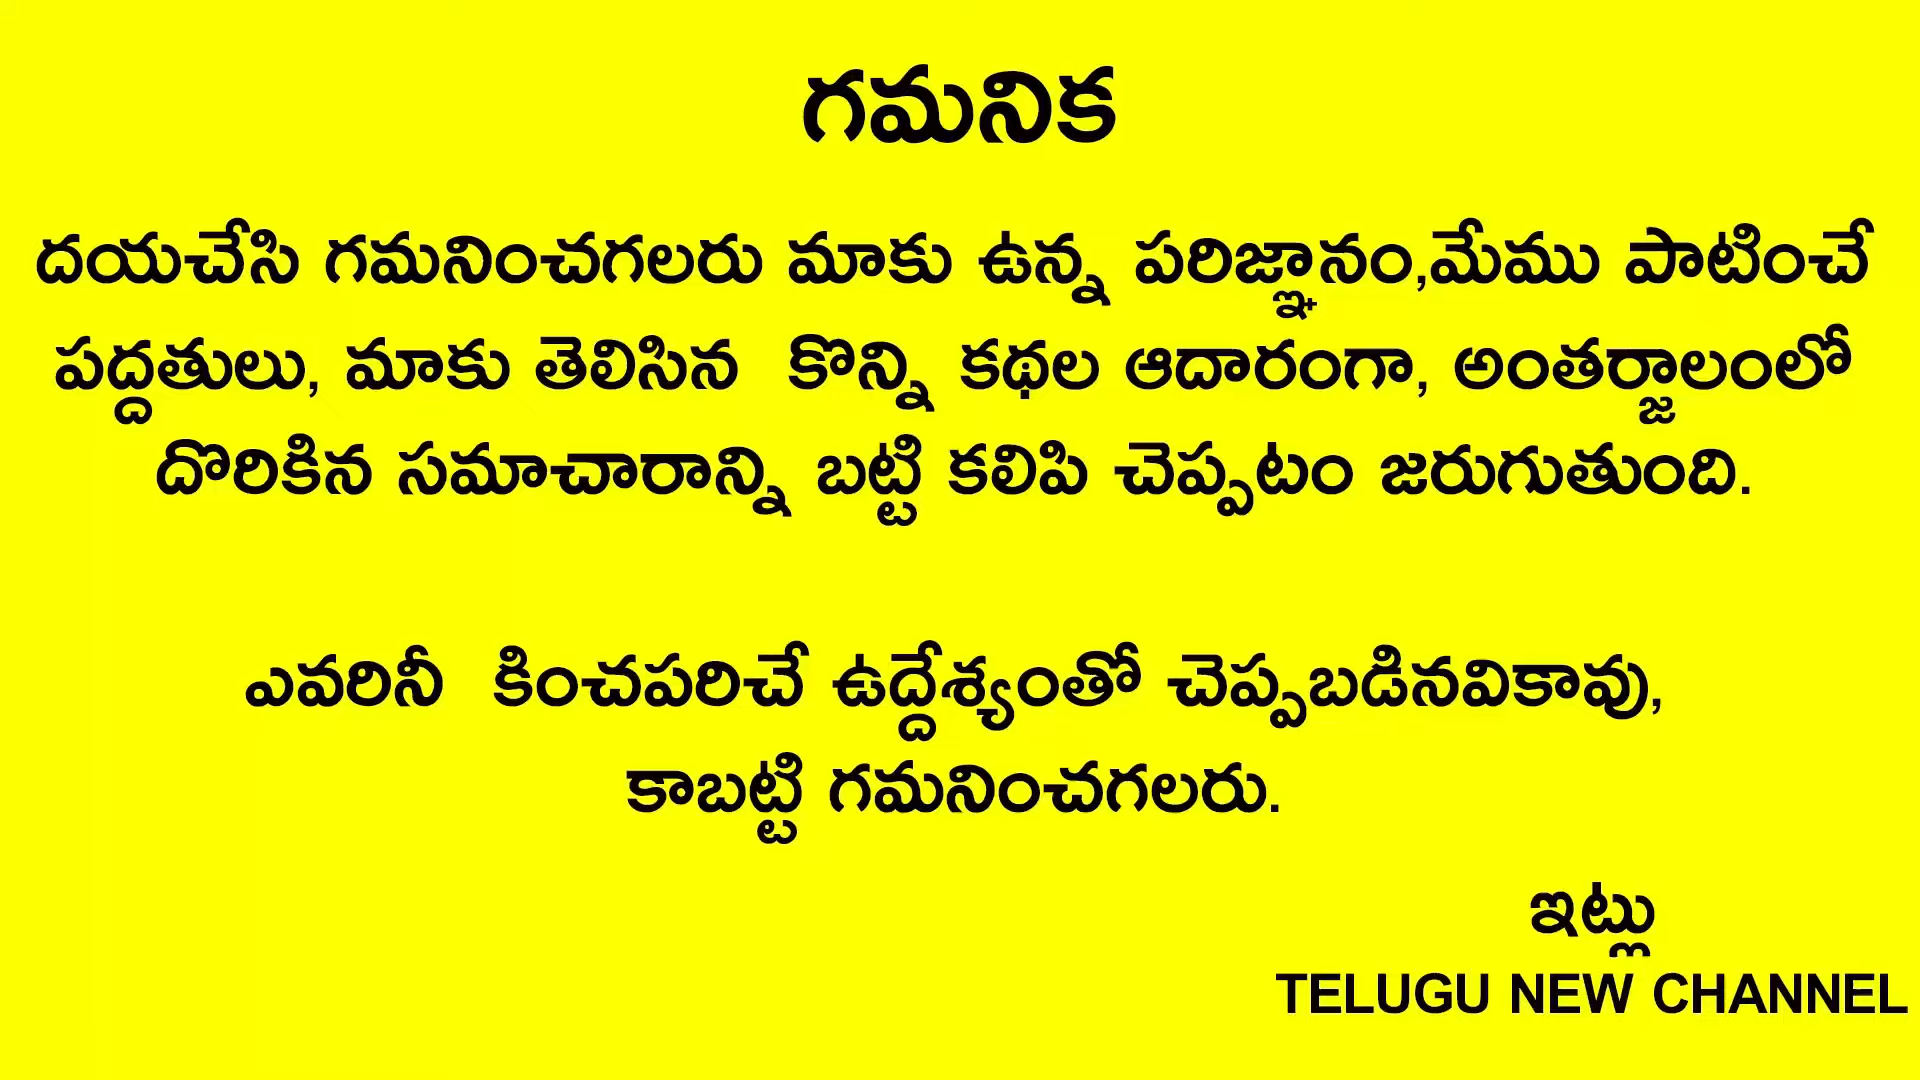 గమనిక
దయచేసి గమనించగలరు మాకు ఉన్న పరిజ్ఞానం,మేము పాటించే
పద్దతులు, మాకు తెలిసిన కొన్ని కథల ఆదారంగా, అంతర్జాలంలో
దొరికిన సమాచారాన్ని బట్టి కలిపి చెప్పటం జరుగుతుంది.
ఎవరినీ కించపరిచే ఉద్దేశ్యంతో చెప్పబడినవికావు,
కాబట్టి గమనించగలరు.
ఇట్లు
TELUGU NEW CHANNEL